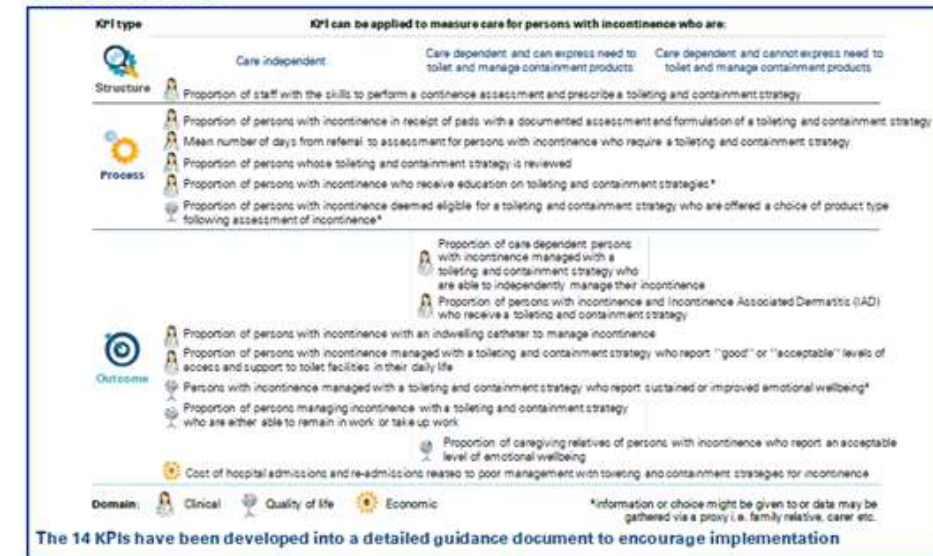 KPI type
KPI can be applied to measure care for persons with incontinence who are:
Care independent
Care dependent and can express need to
toilet and manage containment products
Care dependent and cannot express need to
toilet and manage containment products
Structure
Proportion of staff with the skills to perform a continence assessment and prescribe a toileting and containment strategy
Process
Proportion of persons with incontinence in receipt of pads with a documented assessment and formulation of a toileting and containment strategy
Mean number of days from referral to assessment for persons with incontinence who require a toileting and containment strategy
Proportion of persons whose toileting and containment strategy is reviewed
Proportion of persons with incontinence who receive education on toileting and containment strategies*
Proportion of persons with incontinence deemed eligible for a toileting and containment strategy who are offered a choice of product type
following assessment of incontinence*
Outcome
Proportion of care dependent persons
with incontinence managed with a
toileting and containment strategy who
are able to independently manage their incontinence
Proportion of persons with incontinence and Incontinence Associated Dermatitis (IAD)
who receive a toileting and containment strategy
Proportion of persons with incontinence with an indwelling catheter to manage incontinence
Proportion of persons with incontinence managed with a toileting and containment strategy who report "good" or "acceptable" levels of
access and support to toilet facilities in their daily life
Persons with incontinence managed with a toileting and containment strategy who report sustained or improved emotional wellbeing*
Proportion of persons managing incontinence with a toileting and containment strategy
who are either able to remain in work or take up work
Proportion of caregiving relatives of persons with incontinence who report an acceptable
level of emotional wellbeing
Cost of hospital admissions and re-admissions related to poor management with toileting and containment strategies for incontinence
Domain:
Clinical
Quality of life
Economic
*information or choice might be given to or data may be
gathered via a proxy i.e. family relative, carer etc.
The 14 KPIs have been developed into a detailed guidance document to encourage implementation